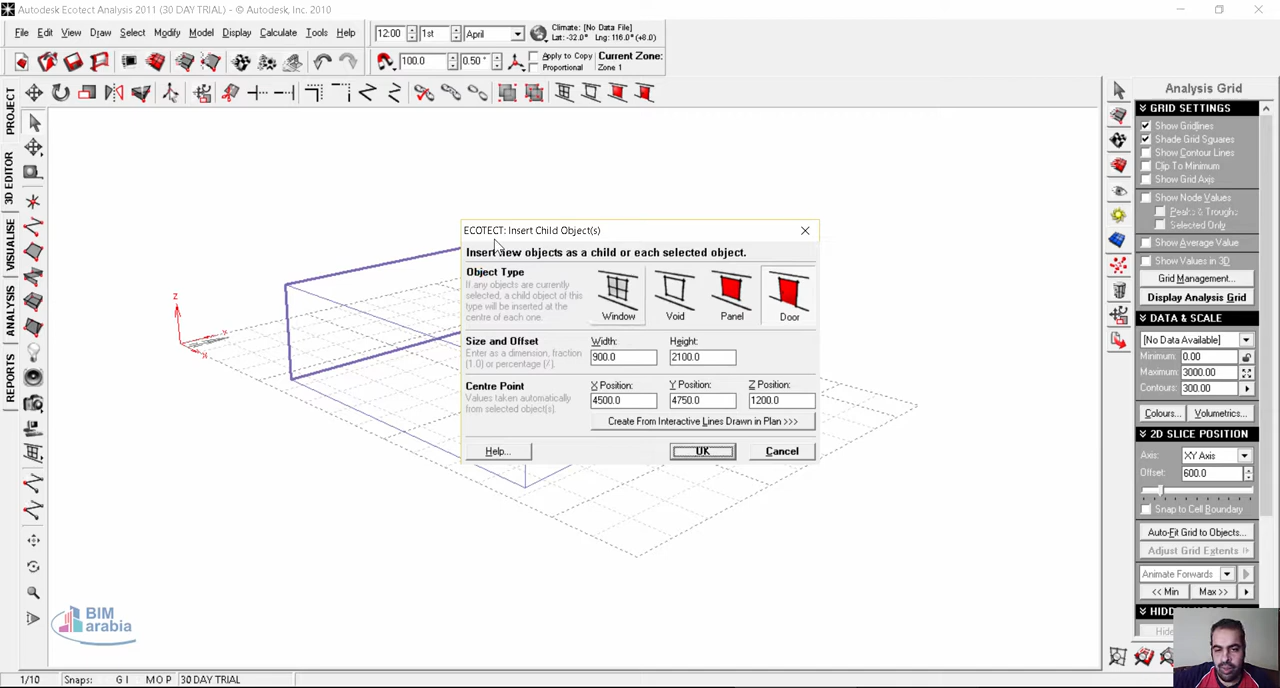 Autodesk Ecotect Analysis 2011 (30 DAY TRIAL) - © Autodesk, Inc. 2010
File Edit View Draw Select Modify Model Display Calculate Tools Help
12:00 1st April
Climate: [No Data File]
Lat: -32.0° Lng: 116.0° (+8.0)
100.0 0.50 °
Apply to Copy
Proportional
Current Zone:
Zone 1
PROJECT
3D EDITOR
VISUALISE
ANALYSIS
REPORTS
Z
X
ECOTECT: Insert Child Object(s)
Insert new objects as a child or each selected object.
Object Type
If any objects are currently
selected, a child object of this
type will be inserted at the
centre of each one.
Window Void Panel Door
Size and Offset
Enter as a dimension, fraction
(1.0) or percentage (/).
Width: Height:
900.0 2100.0
Centre Point
Values taken automatically
from selected object(s).
X Position: Y Position: Z Position:
4500.0 4750.0 1200.0
Create From Interactive Lines Drawn in Plan >>>
Help... OK Cancel
Analysis Grid
GRID SETTINGS
Show Gridlines
Shade Grid Squares
Show Contour Lines
Clip To Minimum
Show Grid Axis
Show Node Values
Peaks & Troughs
Selected Only
Show Average Value
Show Values in 3D
Grid Management...
Display Analysis Grid
DATA & SCALE
[No Data Available]
Minimum: 0.00
Maximum: 3000.00
Contours: 300.00
Colours... Volumetrics...
2D SLICE POSITION
Axis: XY Axis
Offset: 600.0
Snap to Cell Boundary
Auto-Fit Grid to Objects...
Adjust Grid Extents
Animate Forwards
<< Min Max >>
BIM
arabia
1/10 Snaps: G I M O P 30 DAY TRIAL